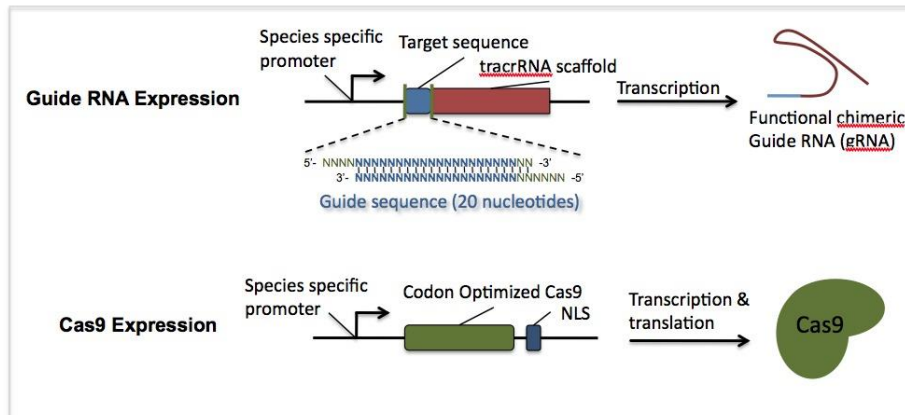 Species specific
promoter
Target sequence
tracrRNA scaffold
Guide RNA Expression
Transcription
Functional chimeric
Guide RNA (gRNA)
5'- NNNNNNNNNNNNNNNNNNNNNNNNNN -3'
3'- NNNNNNNNNNNNNNNNNNNNNNNNNN -5'
Guide sequence (20 nucleotides)
Species specific
promoter
Codon Optimized Cas9
NLS
Cas9 Expression
Transcription &
translation
Cas9